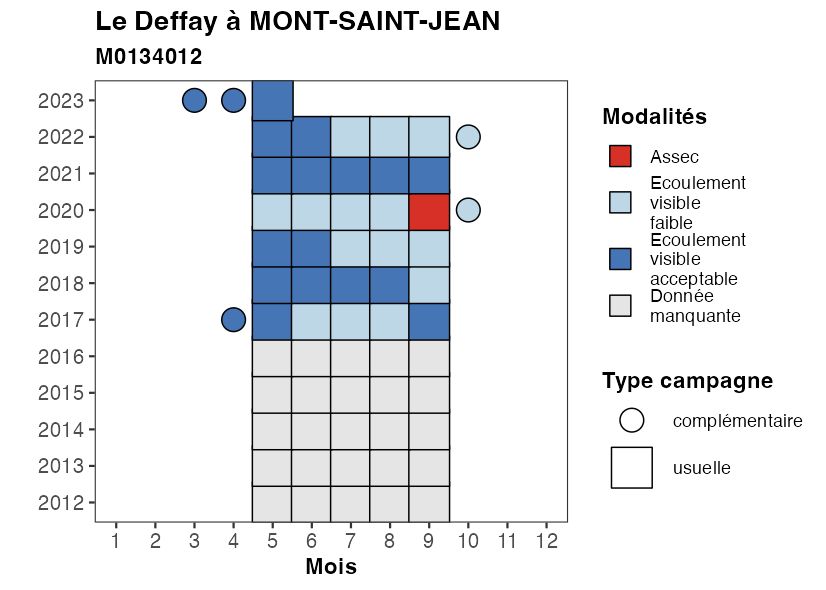 Le Deffay à MONT-SAINT-JEAN
M0134012
2023
2022
2021
2020
2019
2018
2017
2016
2015
2014
2013
2012
1 2 3 4 5 6 7 8 9 10 11 12
Mois
Modalités
Assec
Ecoulement
visible
faible
Ecoulement
visible
acceptable
Donnée
manquante
Type campagne
complémentaire
usuelle